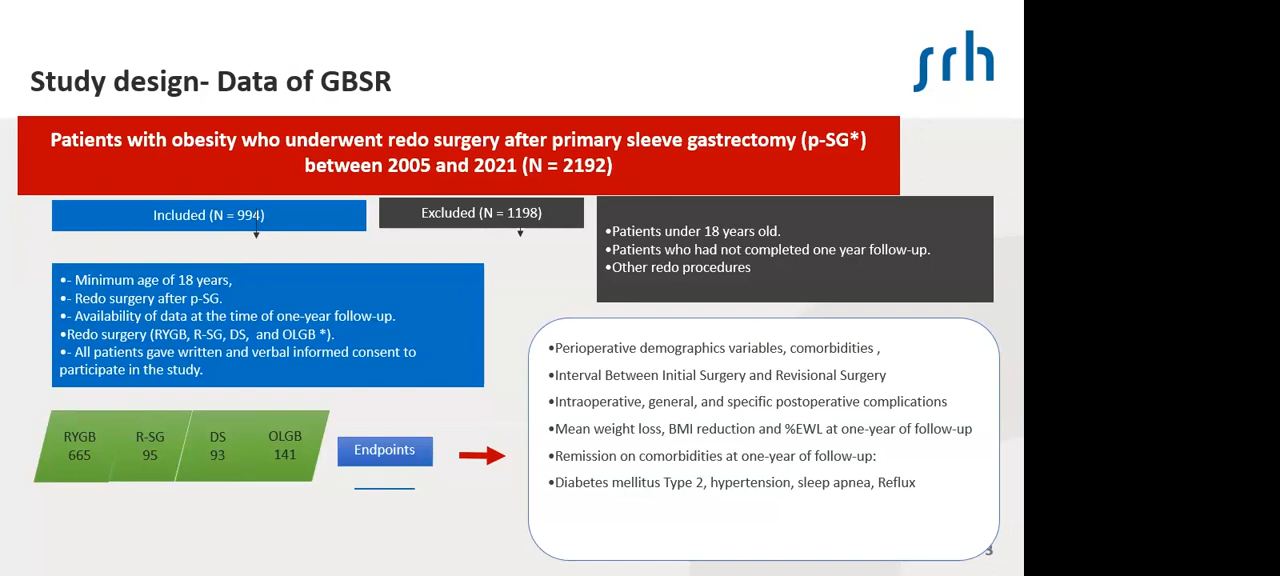 srh
Study design- Data of GBSR
Patients with obesity who underwent redo surgery after primary sleeve gastrectomy (p-SG*)
between 2005 and 2021 (N = 2192)
Included (N = 994)
Excluded (N = 1198)
•Patients under 18 years old.
•Patients who had not completed one year follow-up.
•Other redo procedures
•- Minimum age of 18 years,
•- Redo surgery after p-SG.
•- Availability of data at the time of one-year follow-up.
•Redo surgery (RYGB, R-SG, DS, and OLGB *).
•- All patients gave written and verbal informed consent to
participate in the study.
•Perioperative demographics variables, comorbidities ,
•Interval Between Initial Surgery and Revisional Surgery
•Intraoperative, general, and specific postoperative complications
•Mean weight loss, BMI reduction and %EWL at one-year of follow-up
•Remission on comorbidities at one-year of follow-up:
•Diabetes mellitus Type 2, hypertension, sleep apnea, Reflux
RYGB R-SG DS OLGB
665 95 93 141
Endpoints
3